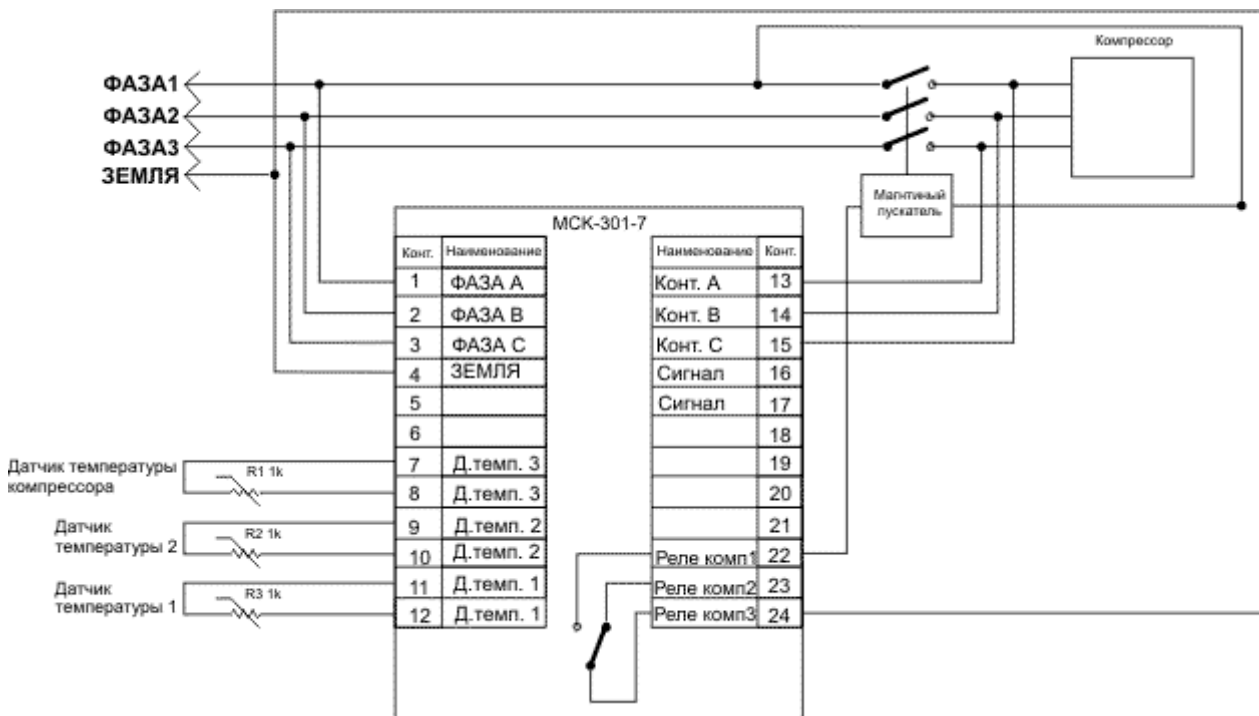 Компрессор
ФАЗА1
ФАЗА2
ФАЗА3
ЗЕМЛЯ
Магнтиный
пускатель
МСК-301-7
Конт. Наименование Наименование Конт.
1 ФАЗА А Конт. А 13
2 ФАЗА В Конт. В 14
3 ФАЗА С Конт. С 15
4 ЗЕМЛЯ Сигнал 16
5 Сигнал 17
6 18
Датчик температуры
компрессора
R1 1k
7 Д.темп. 3 19
8 Д.темп. 3 20
Датчик
температуры 2
R2 1k
9 Д.темп. 2 21
10 Д.темп. 2 Реле комп1 22
Датчик
температуры 1
R3 1k
11 Д.темп. 1 Реле комп2 23
12 Д.темп. 1 Реле комп3 24